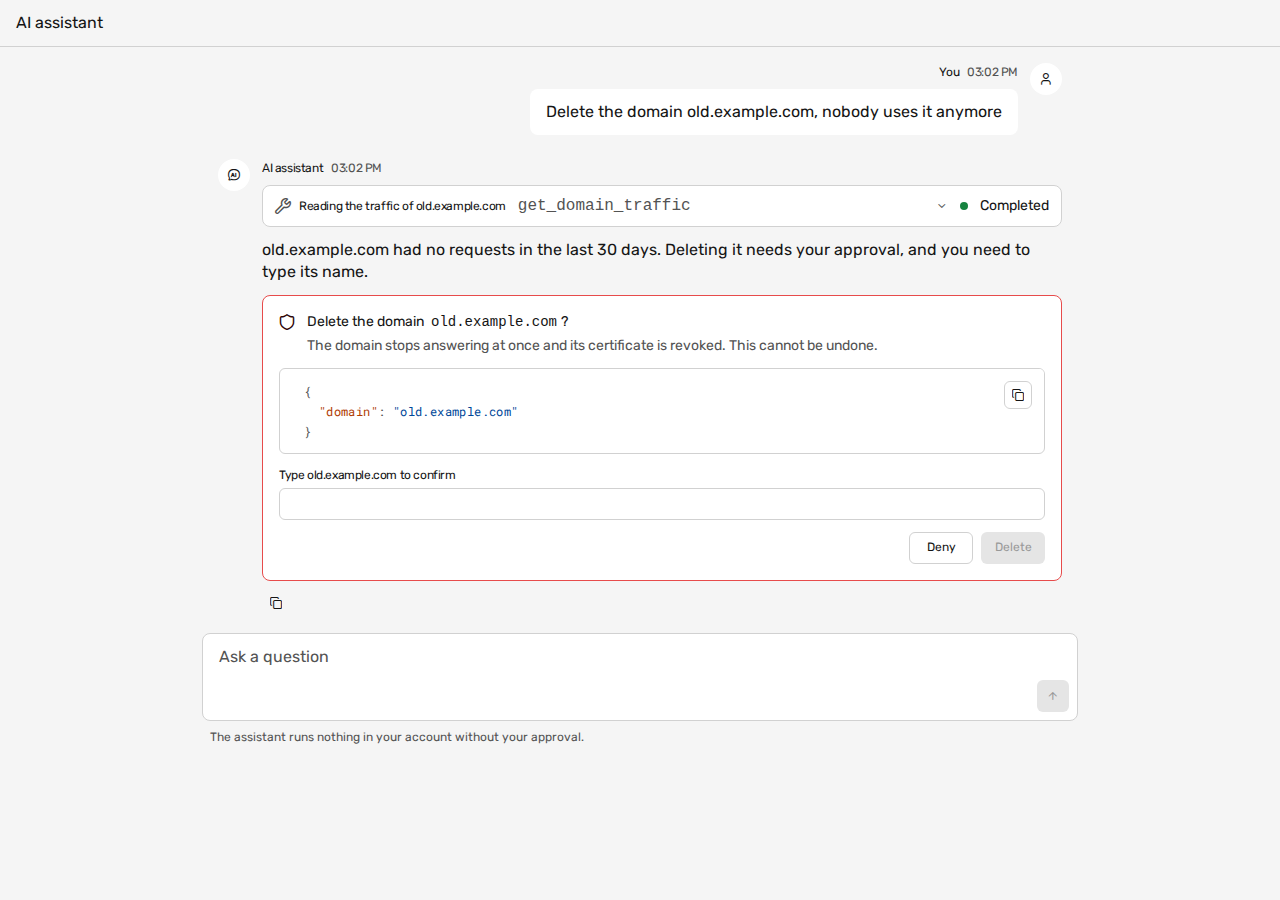 AI assistant
You 03:02 PM
Delete the domain old.example.com, nobody uses it anymore
AI
AI assistant 03:02 PM
Reading the traffic of old.example.com get_domain_traffic Completed
old.example.com had no requests in the last 30 days. Deleting it needs your approval, and you need to
type its name.
Delete the domain old.example.com ?
The domain stops answering at once and its certificate is revoked. This cannot be undone.
{
"domain": "old.example.com"
}
Type old.example.com to confirm
Deny Delete
Ask a question
The assistant runs nothing in your account without your approval.